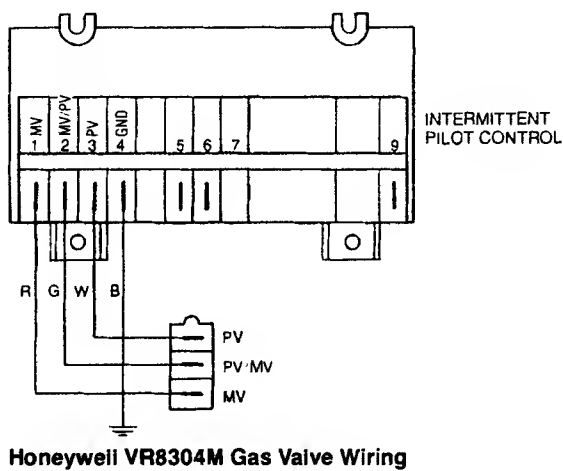 MV MV/PV PV GND
1 2 3 4 5 6 7 9
INTERMITTENT
PILOT CONTROL
R G W B
PV
PV/MV
MV
Honeywell VR8304M Gas Valve Wiring